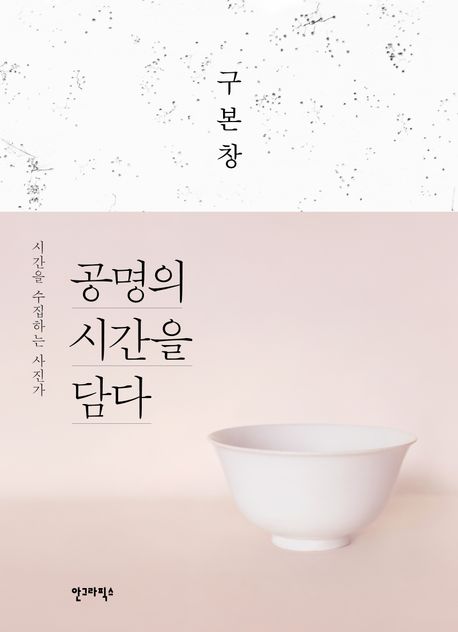 구본창
시간을 수집하는 사진가
공명의
시간을
담다
안그라픽스